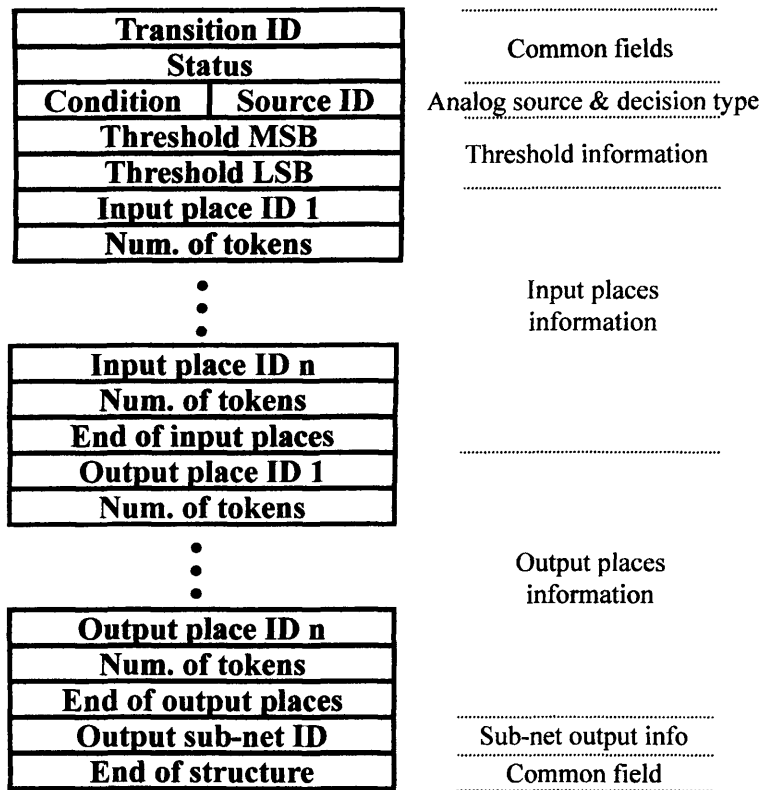 Transition ID
Status
Condition Source ID
Threshold MSB
Threshold LSB
Input place ID 1
Num. of tokens
Input place ID n
Num. of tokens
End of input places
Output place ID 1
Num. of tokens
Output place ID n
Num. of tokens
End of output places
Output sub-net ID
End of structure
Common fields
Analog source & decision type
Threshold information
Input places
information
Output places
information
Sub-net output info
Common field